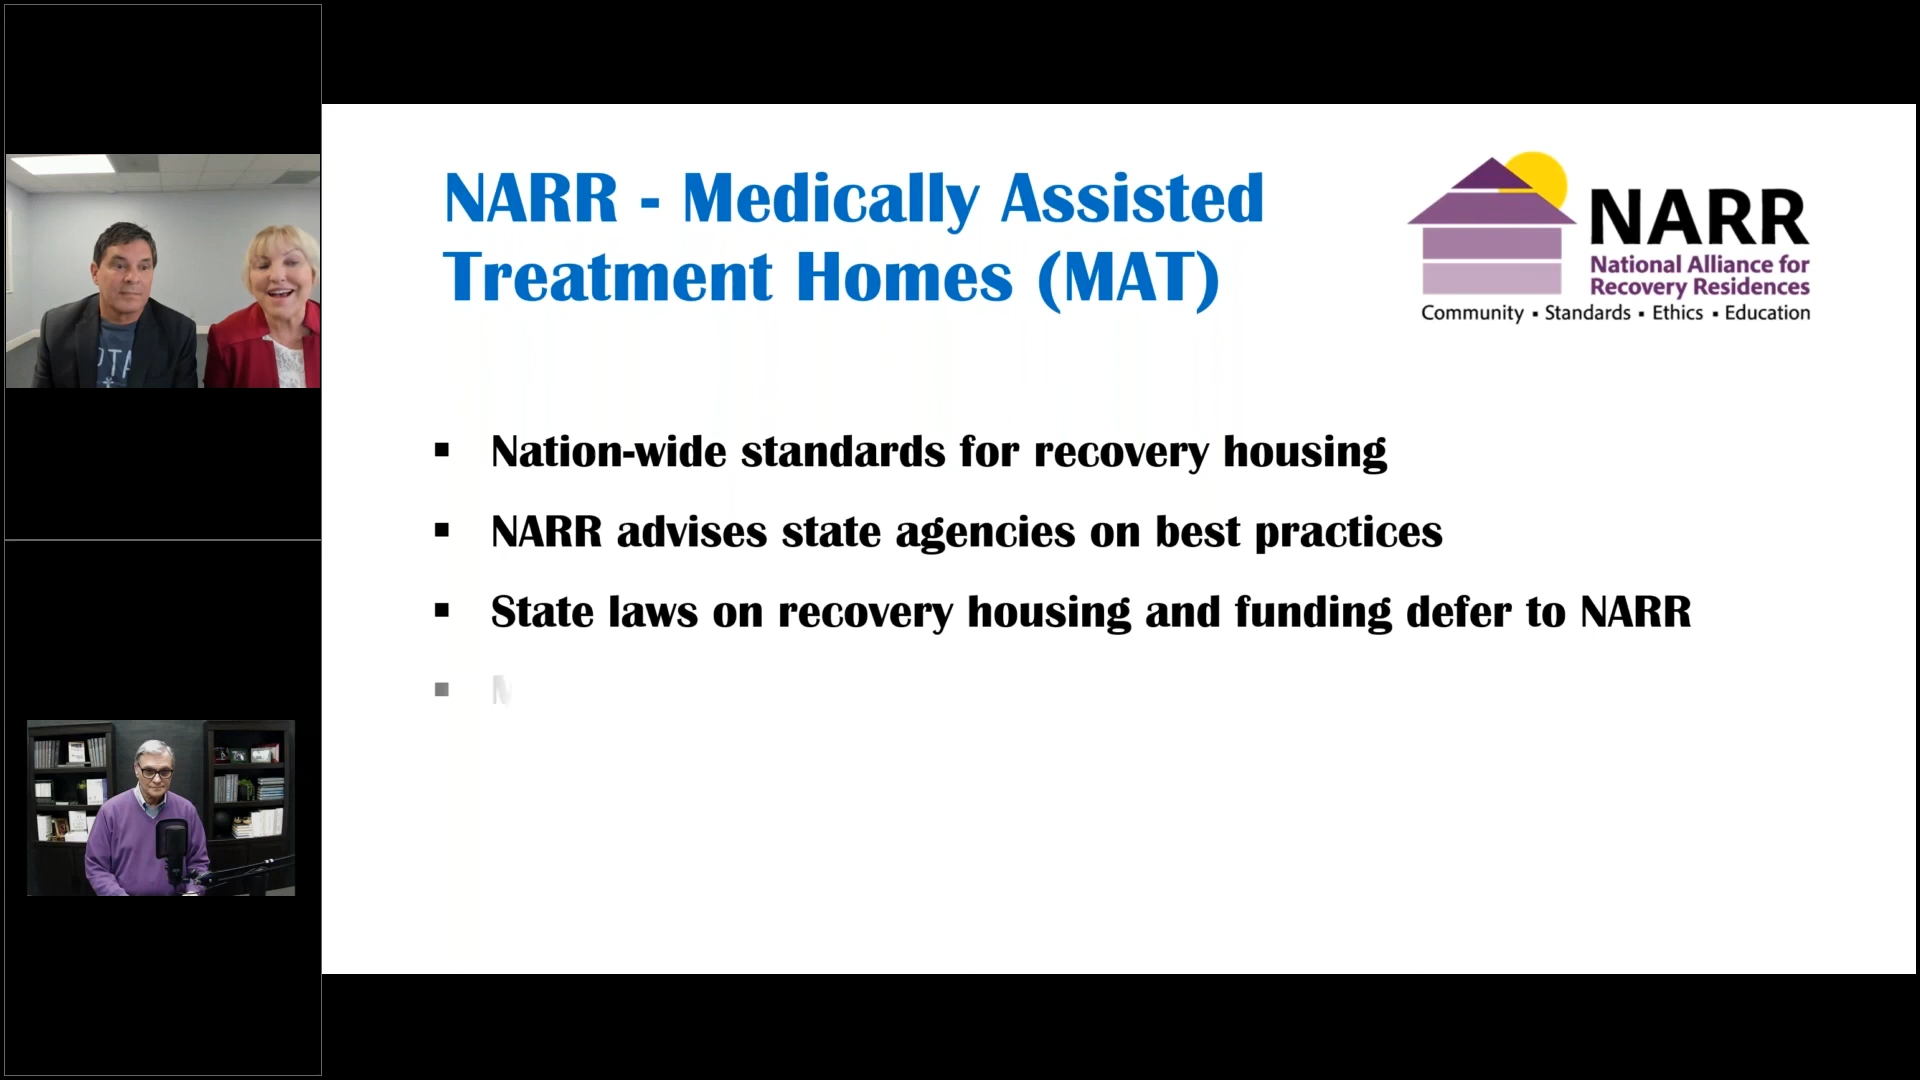 NARR - Medically Assisted
Treatment Homes (MAT)
NARR
National Alliance for
Recovery Residences
Community ▪ Standards ▪ Ethics ▪ Education
▪ Nation-wide standards for recovery housing
▪ NARR advises state agencies on best practices
▪ State laws on recovery housing and funding defer to NARR
▪ M